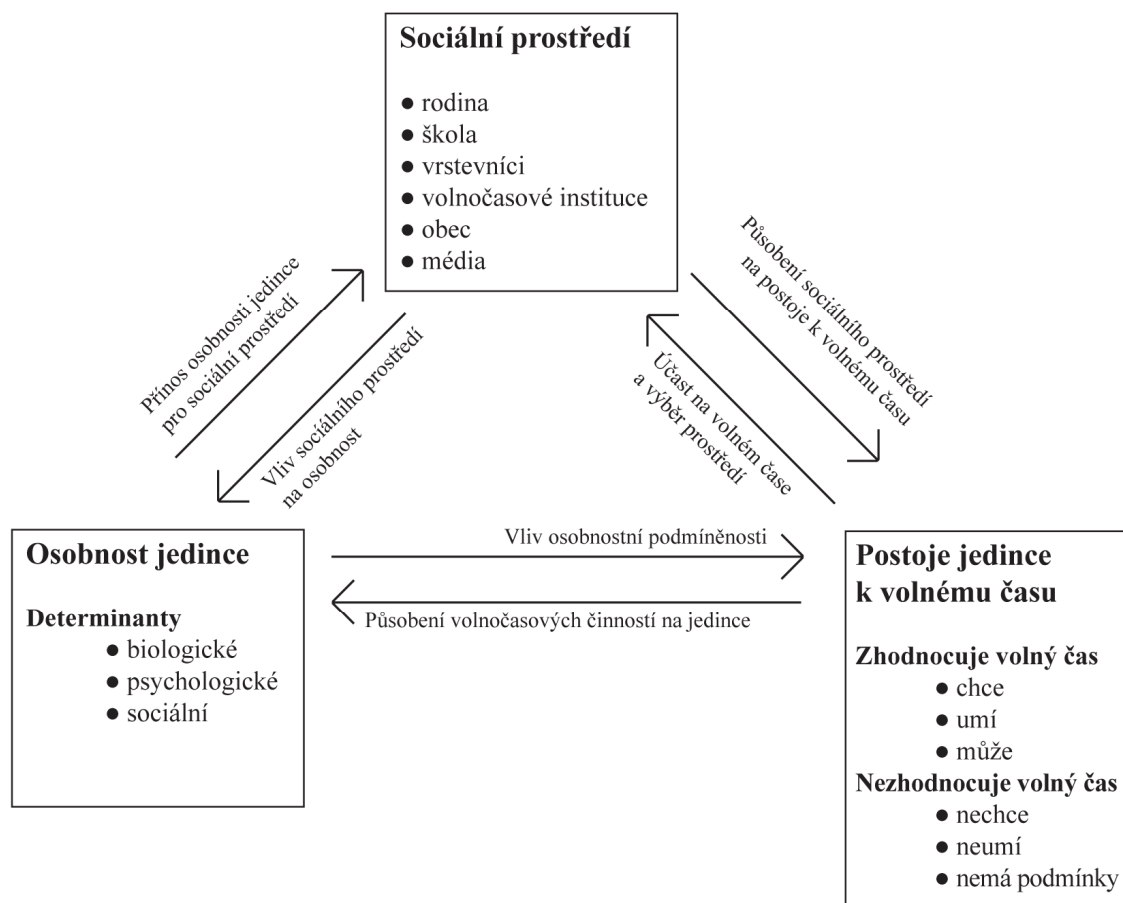 Sociální prostředí
● rodina
● škola
● vrstevníci
● volnočasové instituce
● obec
● média
Přínos osobnosti jedince
pro sociální prostředí
Vliv sociálního prostředí
na osobnost
Působení sociálního prostředí
na postoje k volnému času
Účast na volném čase
a výběr prostředí
Osobnost jedince
Determinanty
● biologické
● psychologické
● sociální
Vliv osobnostní podmíněnosti
Působení volnočasových činností na jedince
Postoje jedince
k volnému času
Zhodnocuje volný čas
● chce
● umí
● může
Nezhodnocuje volný čas
● nechce
● neumí
● nemá podmínky